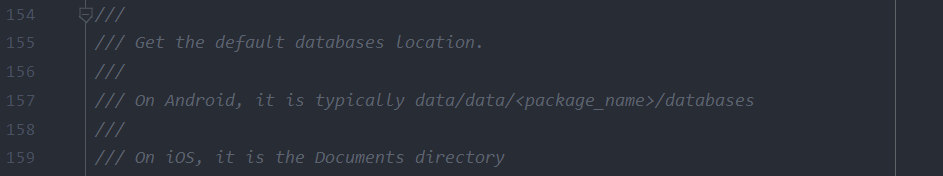 154 ///
155 /// Get the default databases location.
156 ///
157 /// On Android, it is typically data/data/<package_name>/databases
158 ///
159 /// On iOS, it is the Documents directory